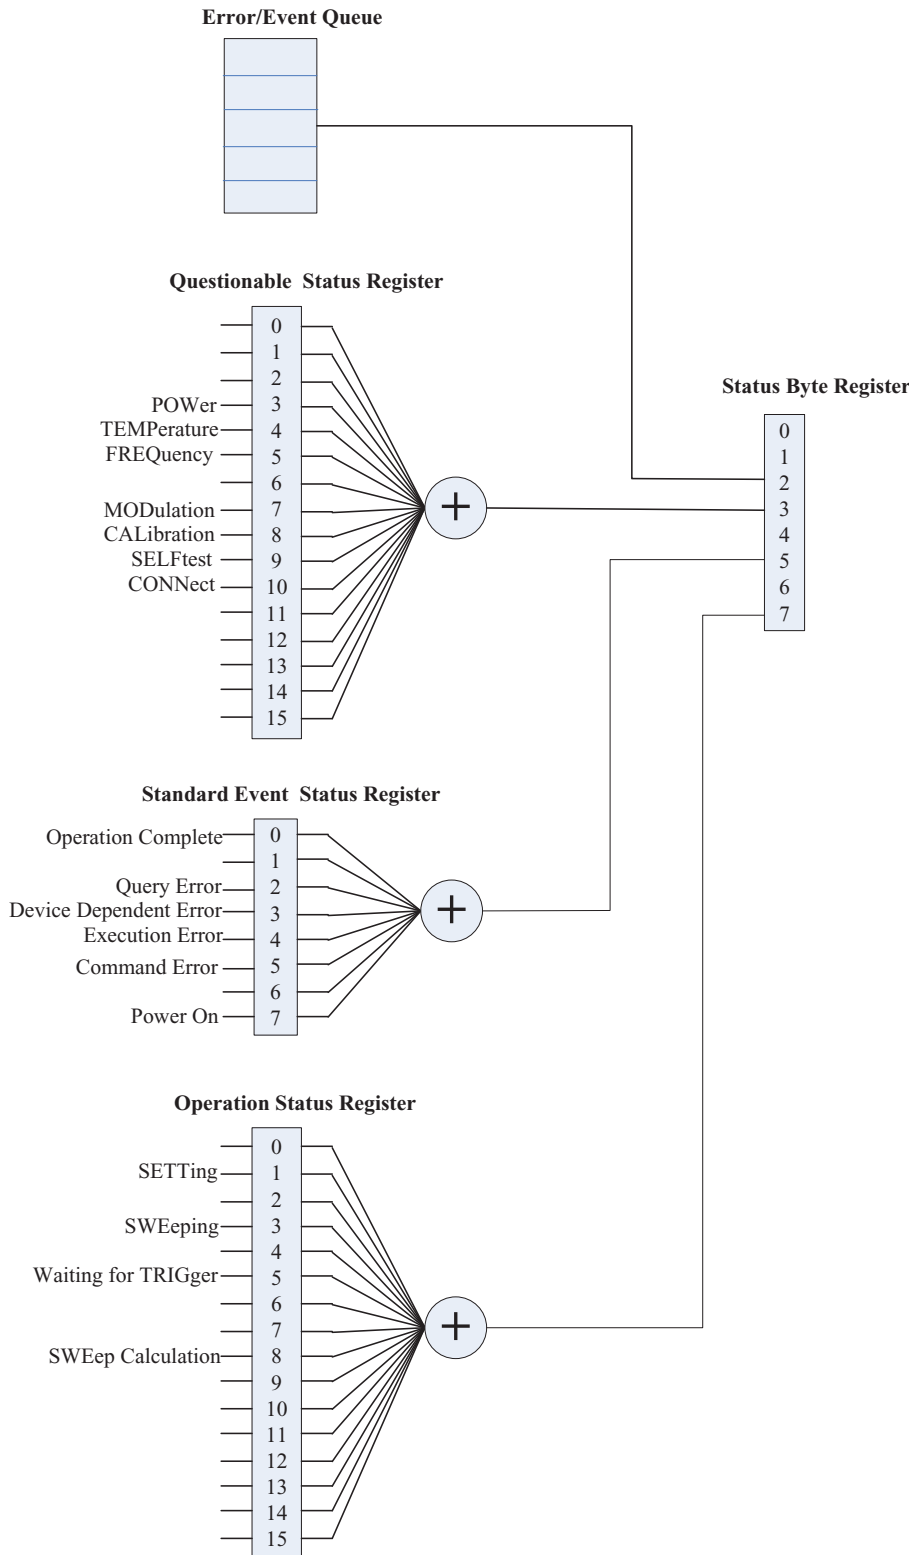 Error/Event Queue
Questionable Status Register
0
1
2
POWer 3
TEMPerature 4
FREQuency 5
6
MODulation 7
CALibration 8
SELFtest 9
CONNect 10
11
12
13
14
15
+
Status Byte Register
0
1
2
3
4
5
6
7
Standard Event Status Register
Operation Complete 0
1
Query Error 2
Device Dependent Error 3
Execution Error 4
Command Error 5
6
Power On 7
+
Operation Status Register
0
SETTing 1
2
SWEeping 3
4
Waiting for TRIGger 5
6
7
SWEep Calculation 8
9
10
11
12
13
14
15
+